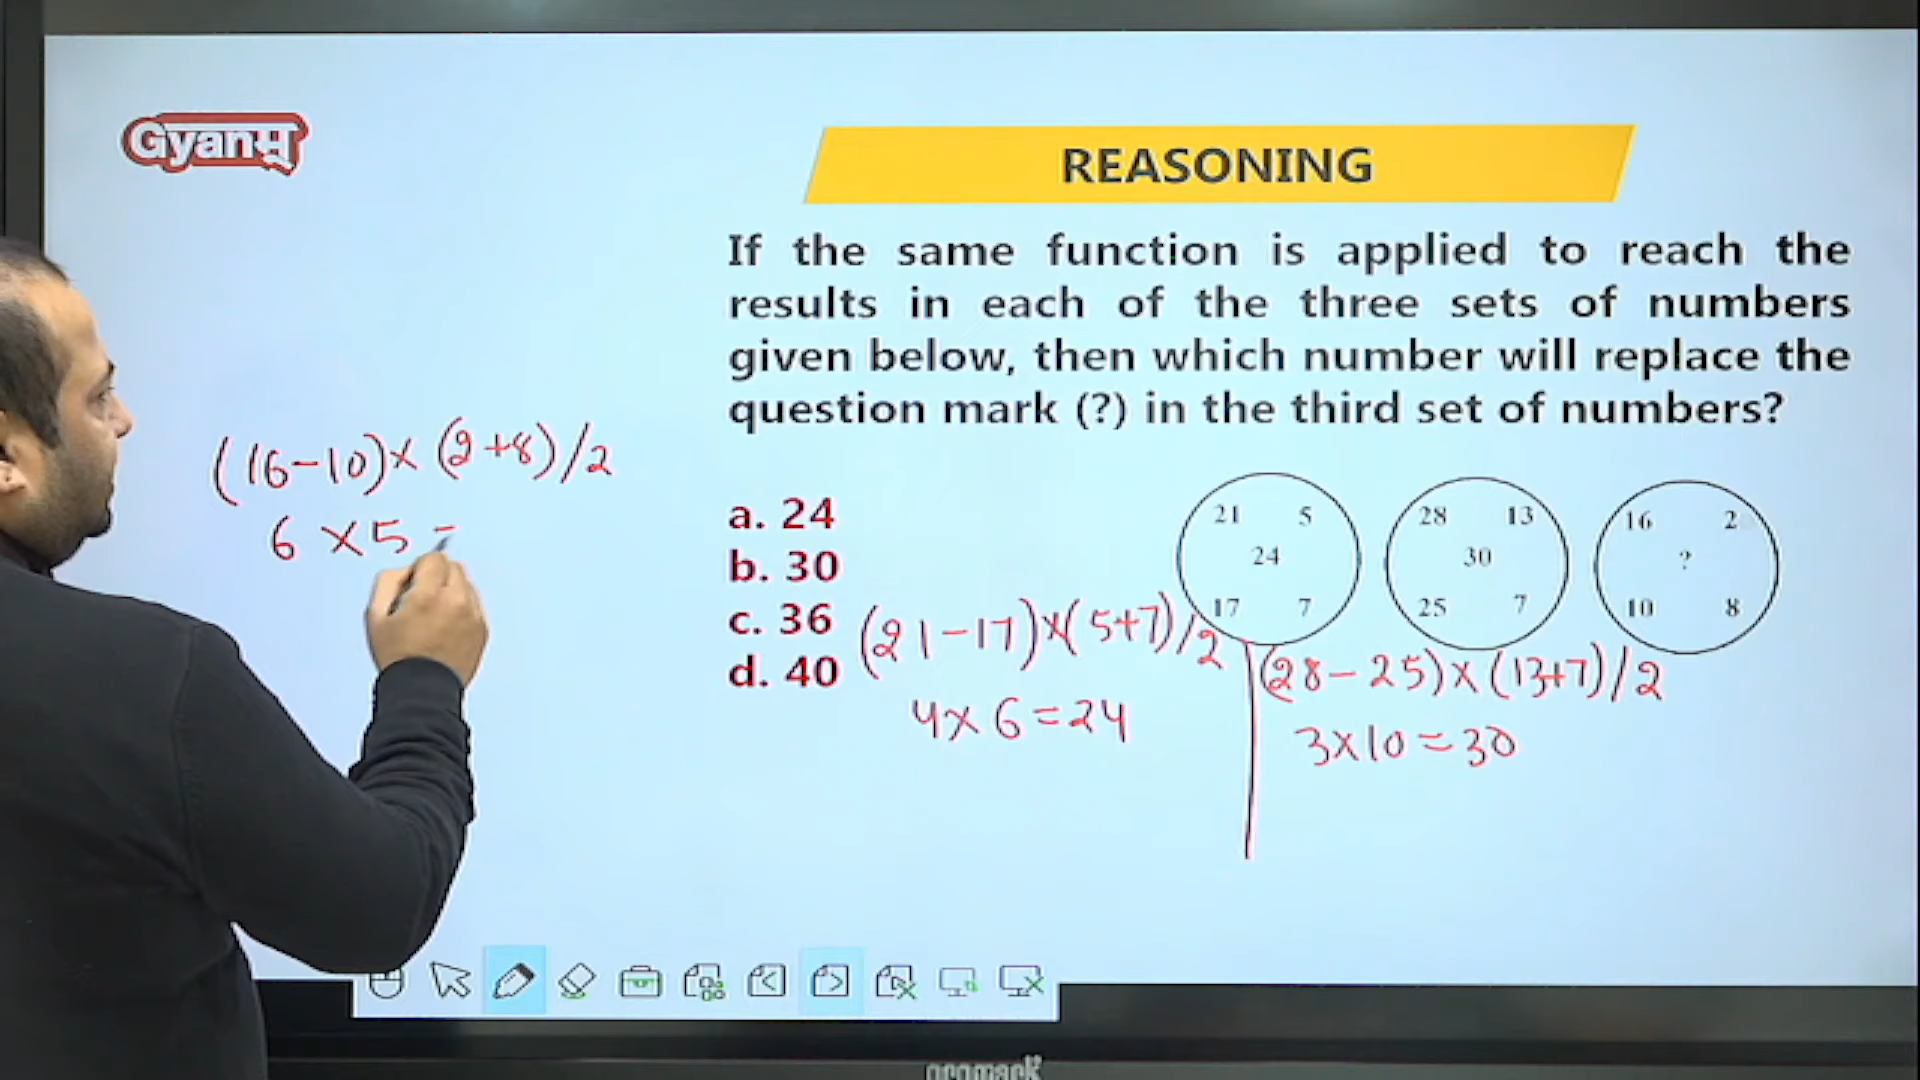 Gyanम्
REASONING
If the same function is applied to reach the
results in each of the three sets of numbers
given below, then which number will replace the
question mark (?) in the third set of numbers?
(16-10)×(2+8)/2
6×5=
a. 24
b. 30
c. 36
d. 40
21 5
24
17 7
28 13
30
25 7
16 2
?
10 8
(21-17)×(5+7)/2
4×6=24
(28-25)×(13+7)/2
3×10=30